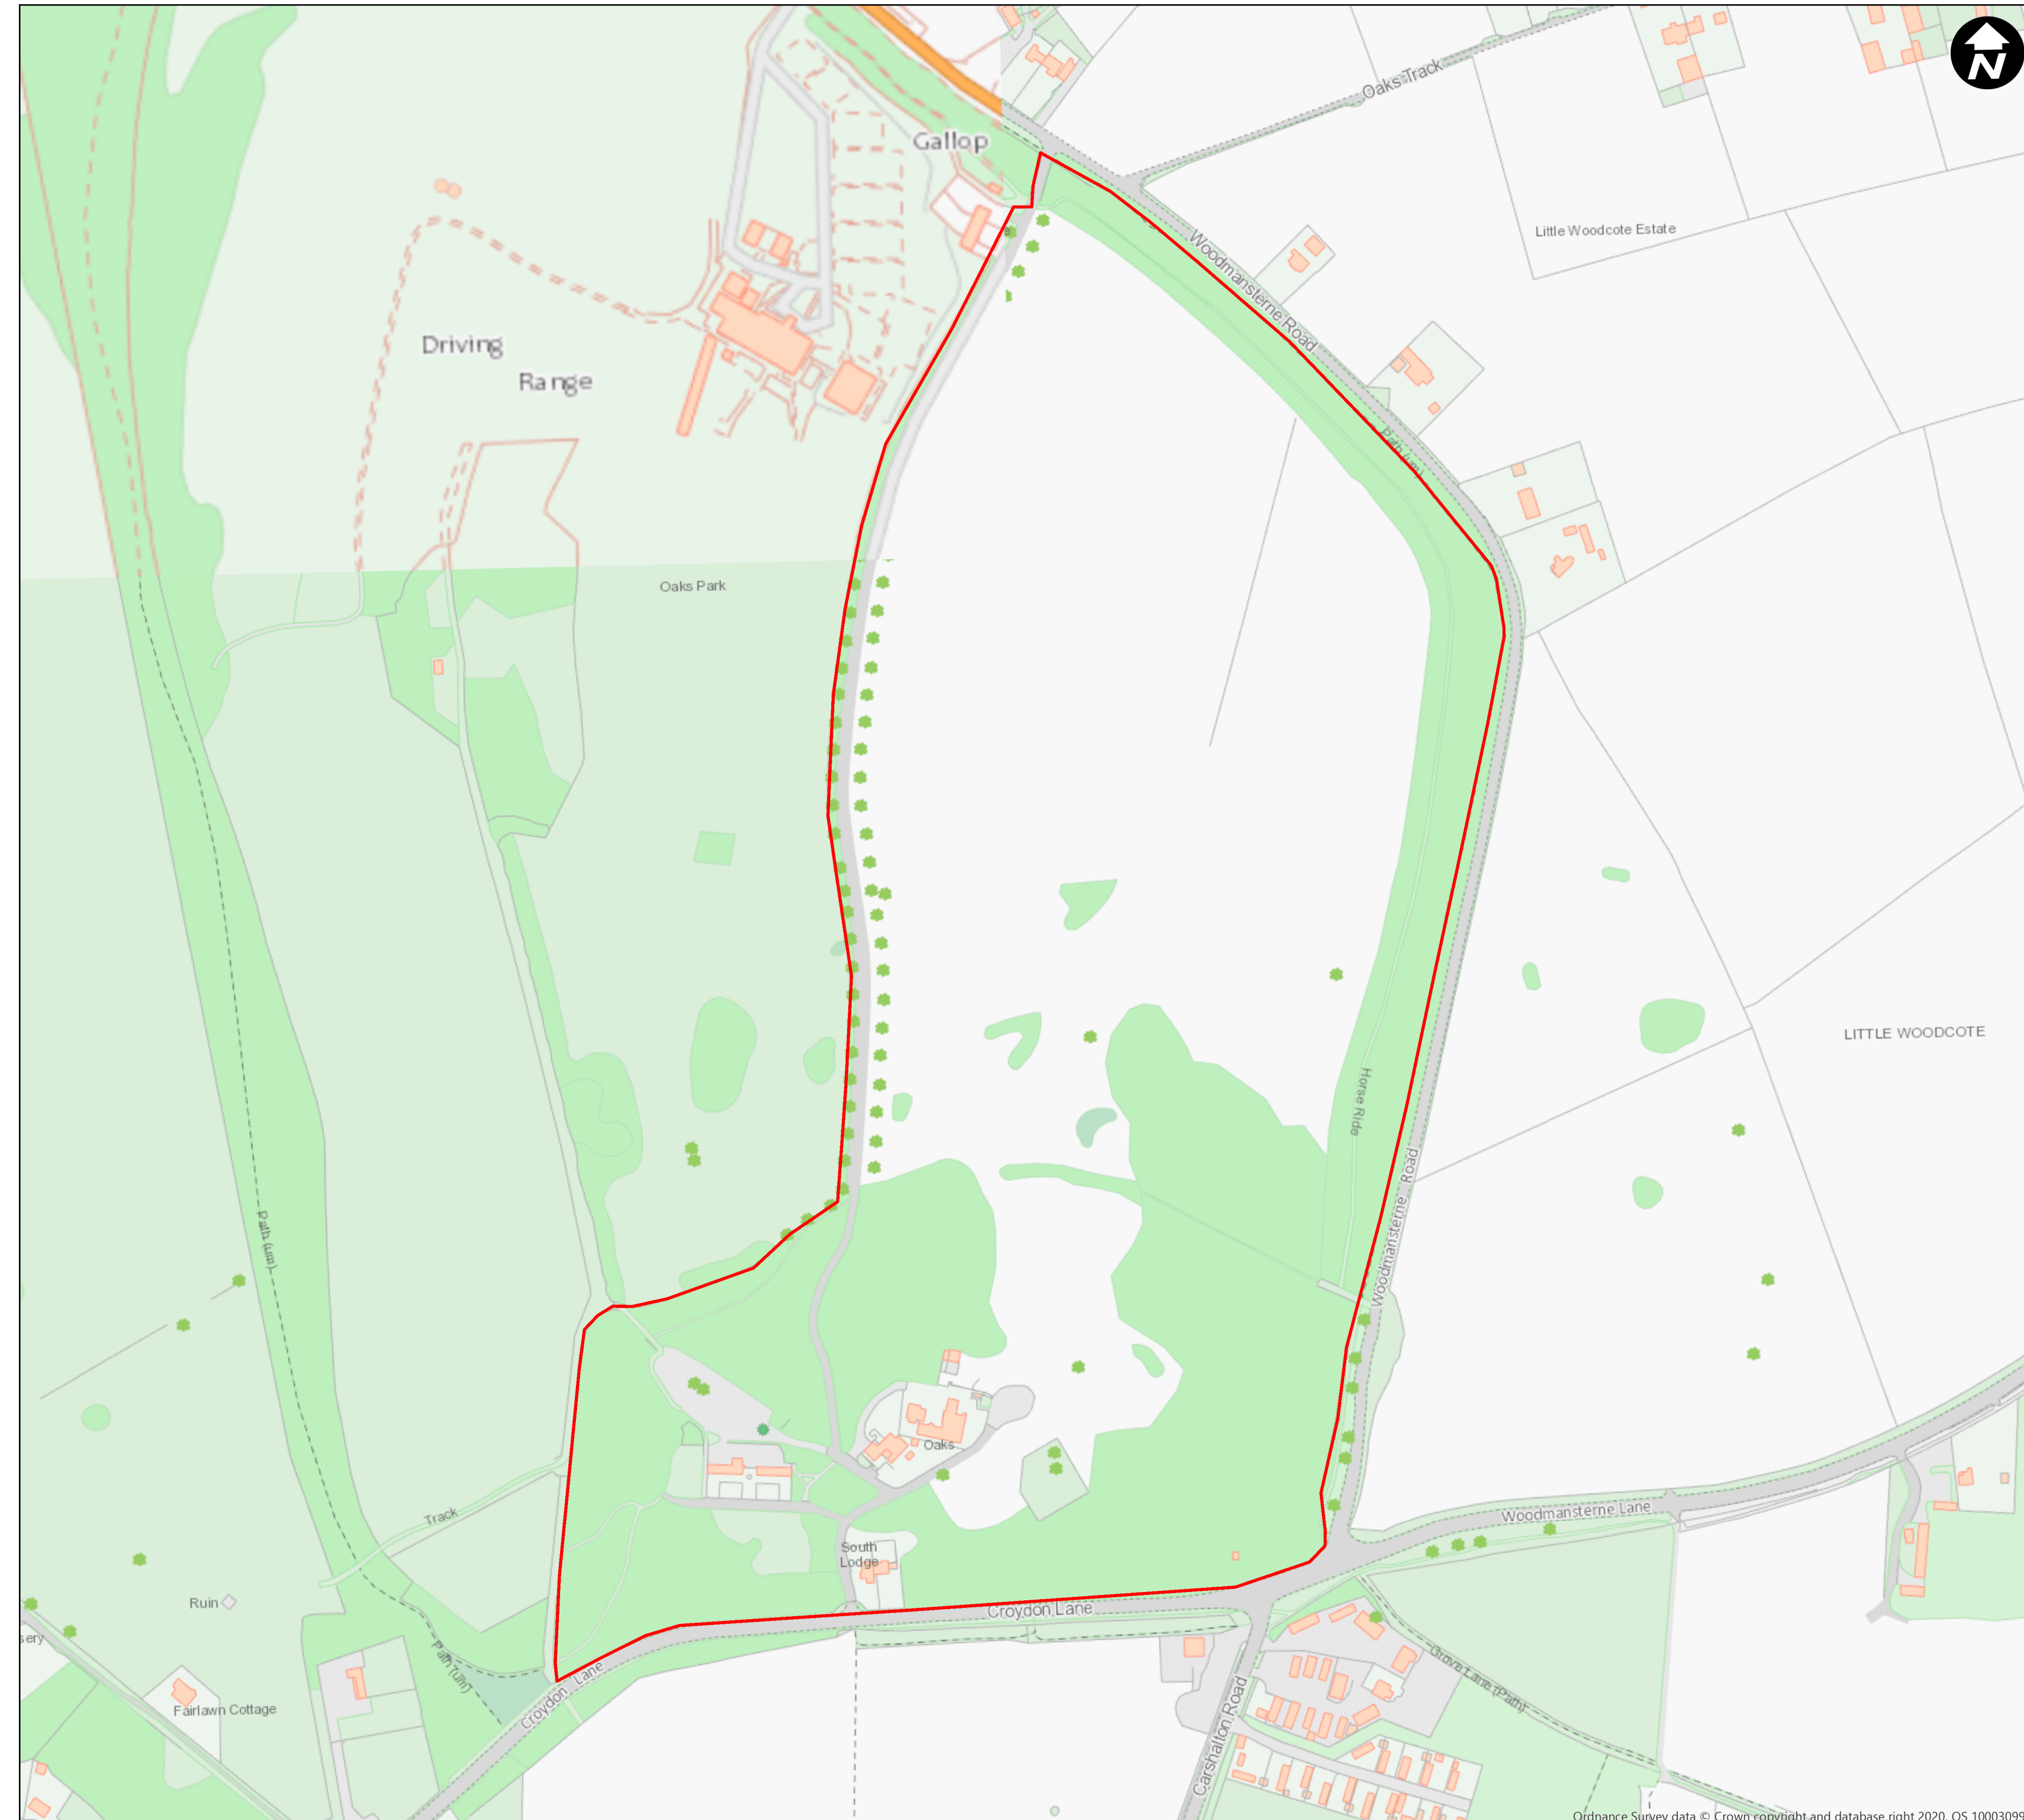 N
Oaks Track
Gallop
Little Woodcote Estate
Woodmansterne Road
Driving
Range
Path (um)
Oaks Park
LITTLE WOODCOTE
Horse Ride
Woodmansterne Road
Path (um)
Oaks
Track
Woodmansterne Lane
South
Lodge
Ruin
Croydon Lane
sery
Path (um)
Grove Lane (Path)
Croydon Lane
Fairlawn Cottage
Carshalton Road
Ordnance Survey data © Crown copyright and database right 2020, OS 10003099